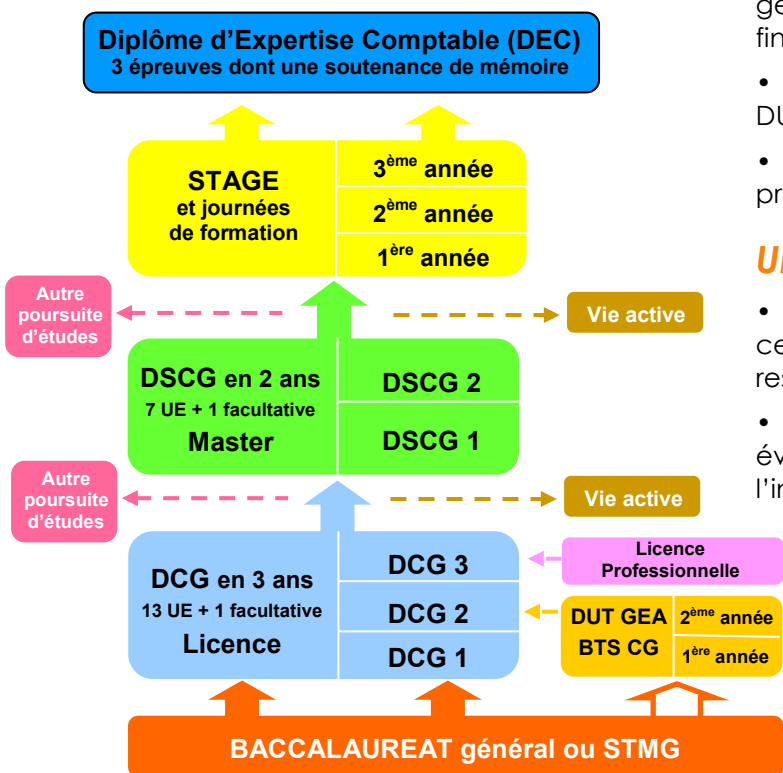 Diplôme d’Expertise Comptable (DEC)
3 épreuves dont une soutenance de mémoire
STAGE
et journées
de formation
3ème année
2ème année
1ère année
Autre
poursuite
d’études
Vie active
DSCG en 2 ans
7 UE + 1 facultative
Master
DSCG 2
DSCG 1
Autre
poursuite
d’études
Vie active
DCG en 3 ans
13 UE + 1 facultative
Licence
DCG 3
DCG 2
DCG 1
Licence
Professionnelle
DUT GEA
BTS CG
2ème année
1ère année
BACCALAUREAT général ou STMG
•
•
•
•